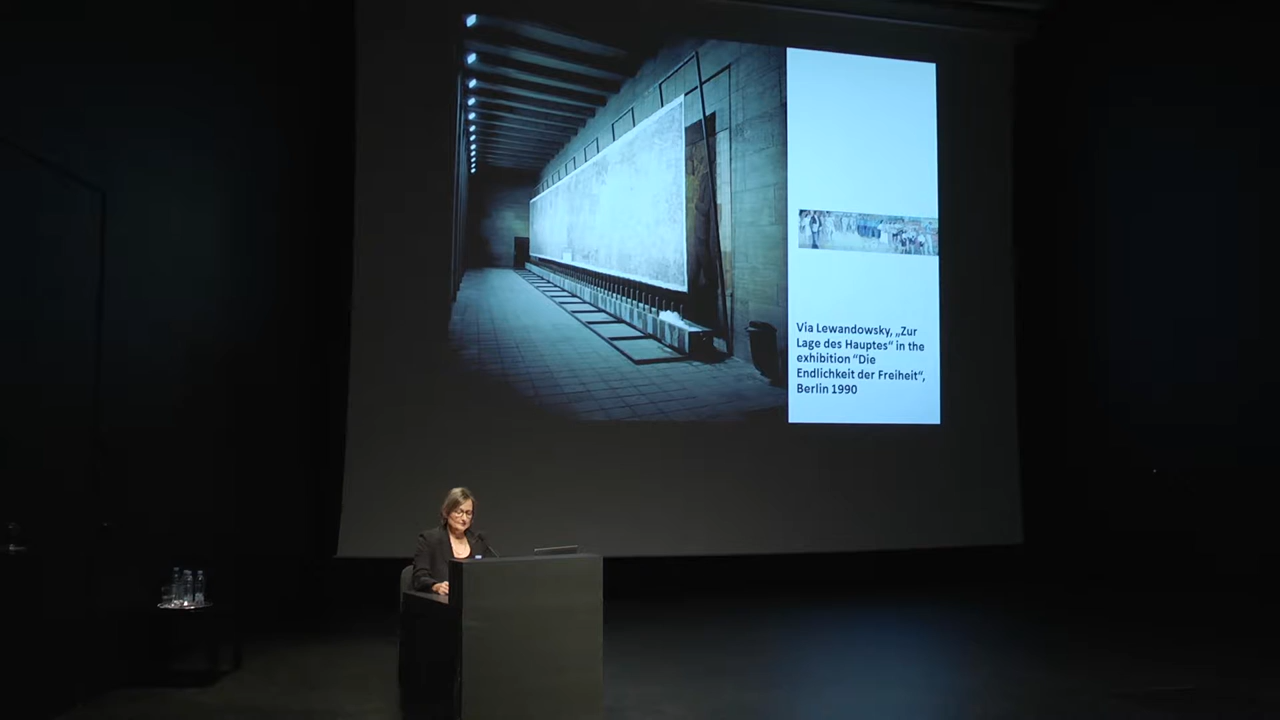 Via Lewandowsky, „Zur
Lage des Hauptes“ in the
exhibition “Die
Endlichkeit der Freiheit“,
Berlin 1990